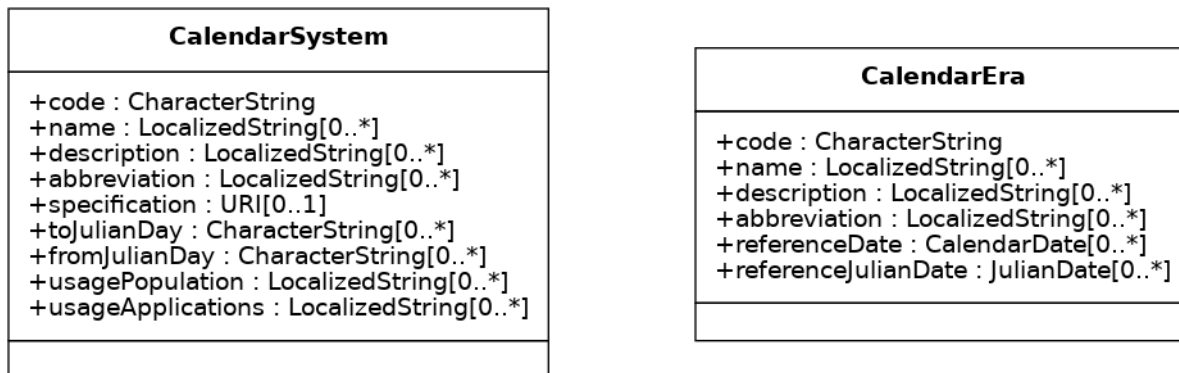 CalendarSystem
+code : CharacterString
+name : LocalizedString[0..*]
+description : LocalizedString[0..*]
+abbreviation : LocalizedString[0..*]
+specification : URI[0..1]
+toJulianDay : CharacterString[0..*]
+fromJulianDay : CharacterString[0..*]
+usagePopulation : LocalizedString[0..*]
+usageApplications : LocalizedString[0..*]
CalendarEra
+code : CharacterString
+name : LocalizedString[0..*]
+description : LocalizedString[0..*]
+abbreviation : LocalizedString[0..*]
+referenceDate : CalendarDate[0..*]
+referenceJulianDate : JulianDate[0..*]